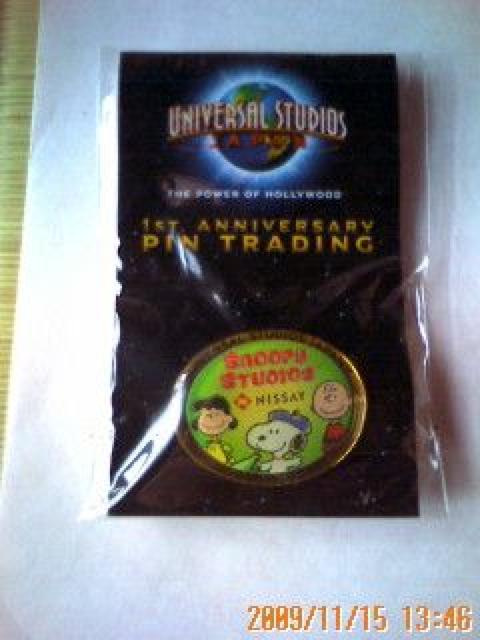 UNIVERSAL STUDIOS
JAPAN
THE POWER OF HOLLYWOOD
1ST ANNIVERSARY
PIN TRADING
SNOOPY
STUDIOS
NISSAY
2009/11/15 13:46